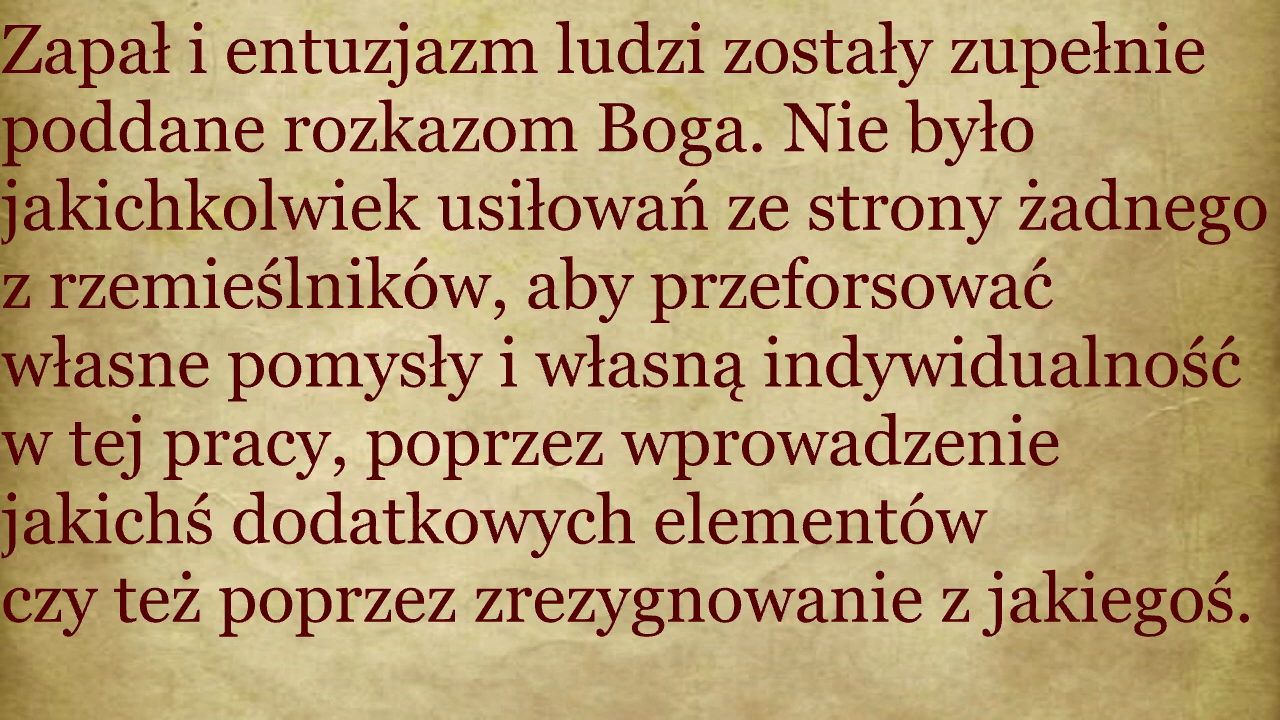 Zapał i entuzjazm ludzi zostały zupełnie
poddane rozkazom Boga. Nie było
jakichkolwiek usiłowań ze strony żadnego
z rzemieślników, aby przeforsować
własne pomysły i własną indywidualność
w tej pracy, poprzez wprowadzenie
jakichś dodatkowych elementów
czy też poprzez zrezygnowanie z jakiegoś.